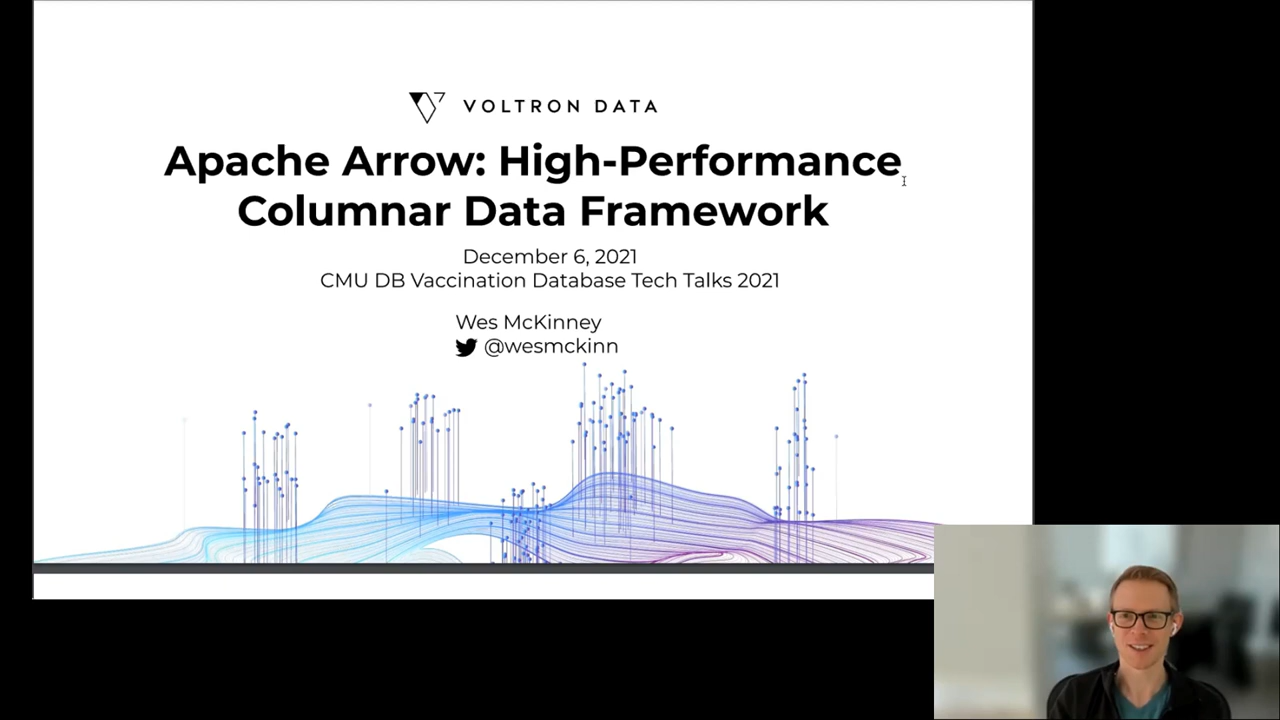 VOLTRON DATA
Apache Arrow: High-Performance
Columnar Data Framework
December 6, 2021
CMU DB Vaccination Database Tech Talks 2021
Wes McKinney
@wesmckinn